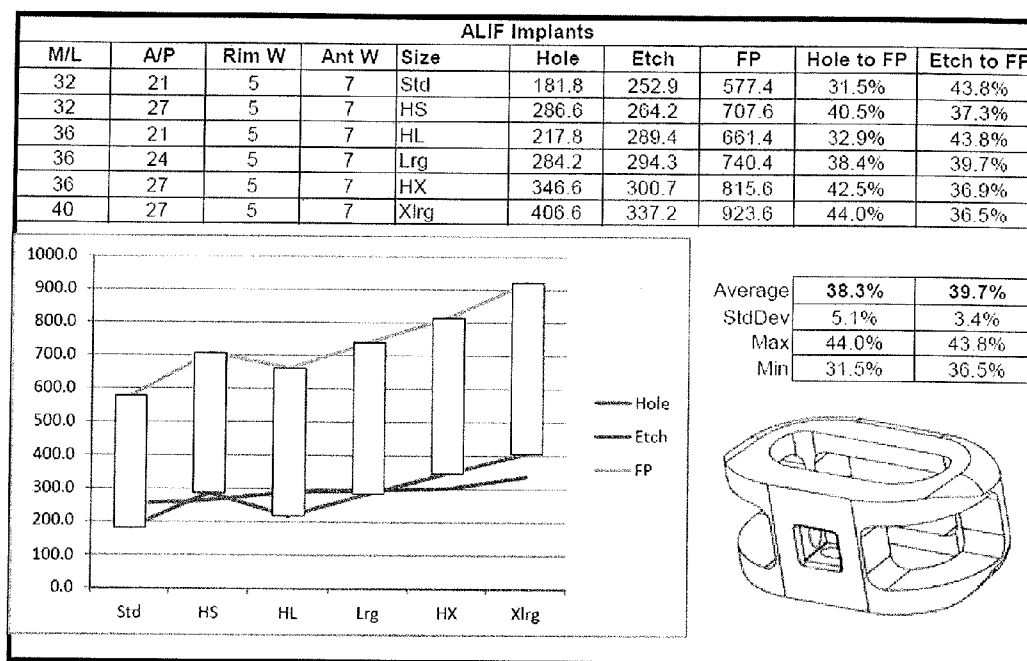 ALIF Implants
M/L A/P Rim W Ant W Size Hole Etch FP Hole to FP Etch to FP
32 21 5 7 Std 181.8 252.9 577.4 31.5% 43.8%
32 27 5 7 HS 286.6 264.2 707.6 40.5% 37.3%
36 21 5 7 HL 217.8 289.4 661.4 32.9% 43.8%
36 24 5 7 Lrg 284.2 294.3 740.4 38.4% 39.7%
36 27 5 7 HX 346.6 300.7 815.6 42.5% 36.9%
40 27 5 7 Xlrg 406.6 337.2 923.6 44.0% 36.5%
1000.0
900.0
800.0
700.0
600.0
500.0
400.0
300.0
200.0
100.0
0.0
Std HS HL Lrg HX Xlrg
Hole
Etch
FP
Average 38.3% 39.7%
StdDev 5.1% 3.4%
Max 44.0% 43.8%
Min 31.5% 36.5%